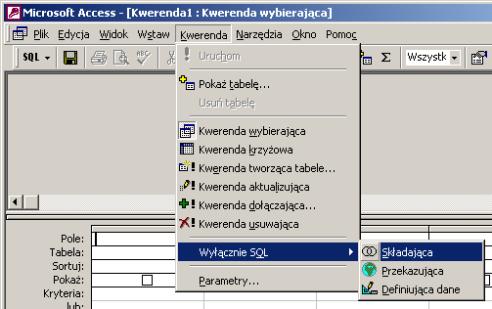 Microsoft Access - [Kwerenda1 : Kwerenda wybierająca]
Plik Edycja Widok Wstaw Kwerenda Narzędzia Okno Pomoc
SQL Σ Wszystk
Uruchom
Pokaż tabelę...
Usuń tabelę
Kwerenda wybierająca
Kwerenda krzyżowa
Kwerenda tworząca tabele...
Kwerenda aktualizująca
Kwerenda dołączająca...
Kwerenda usuwająca
Wyłącznie SQL
Składająca
Przekazująca
Definiująca dane
Parametry...
Pole:
Tabela:
Sortuj:
Pokaż:
Kryteria:
lub: